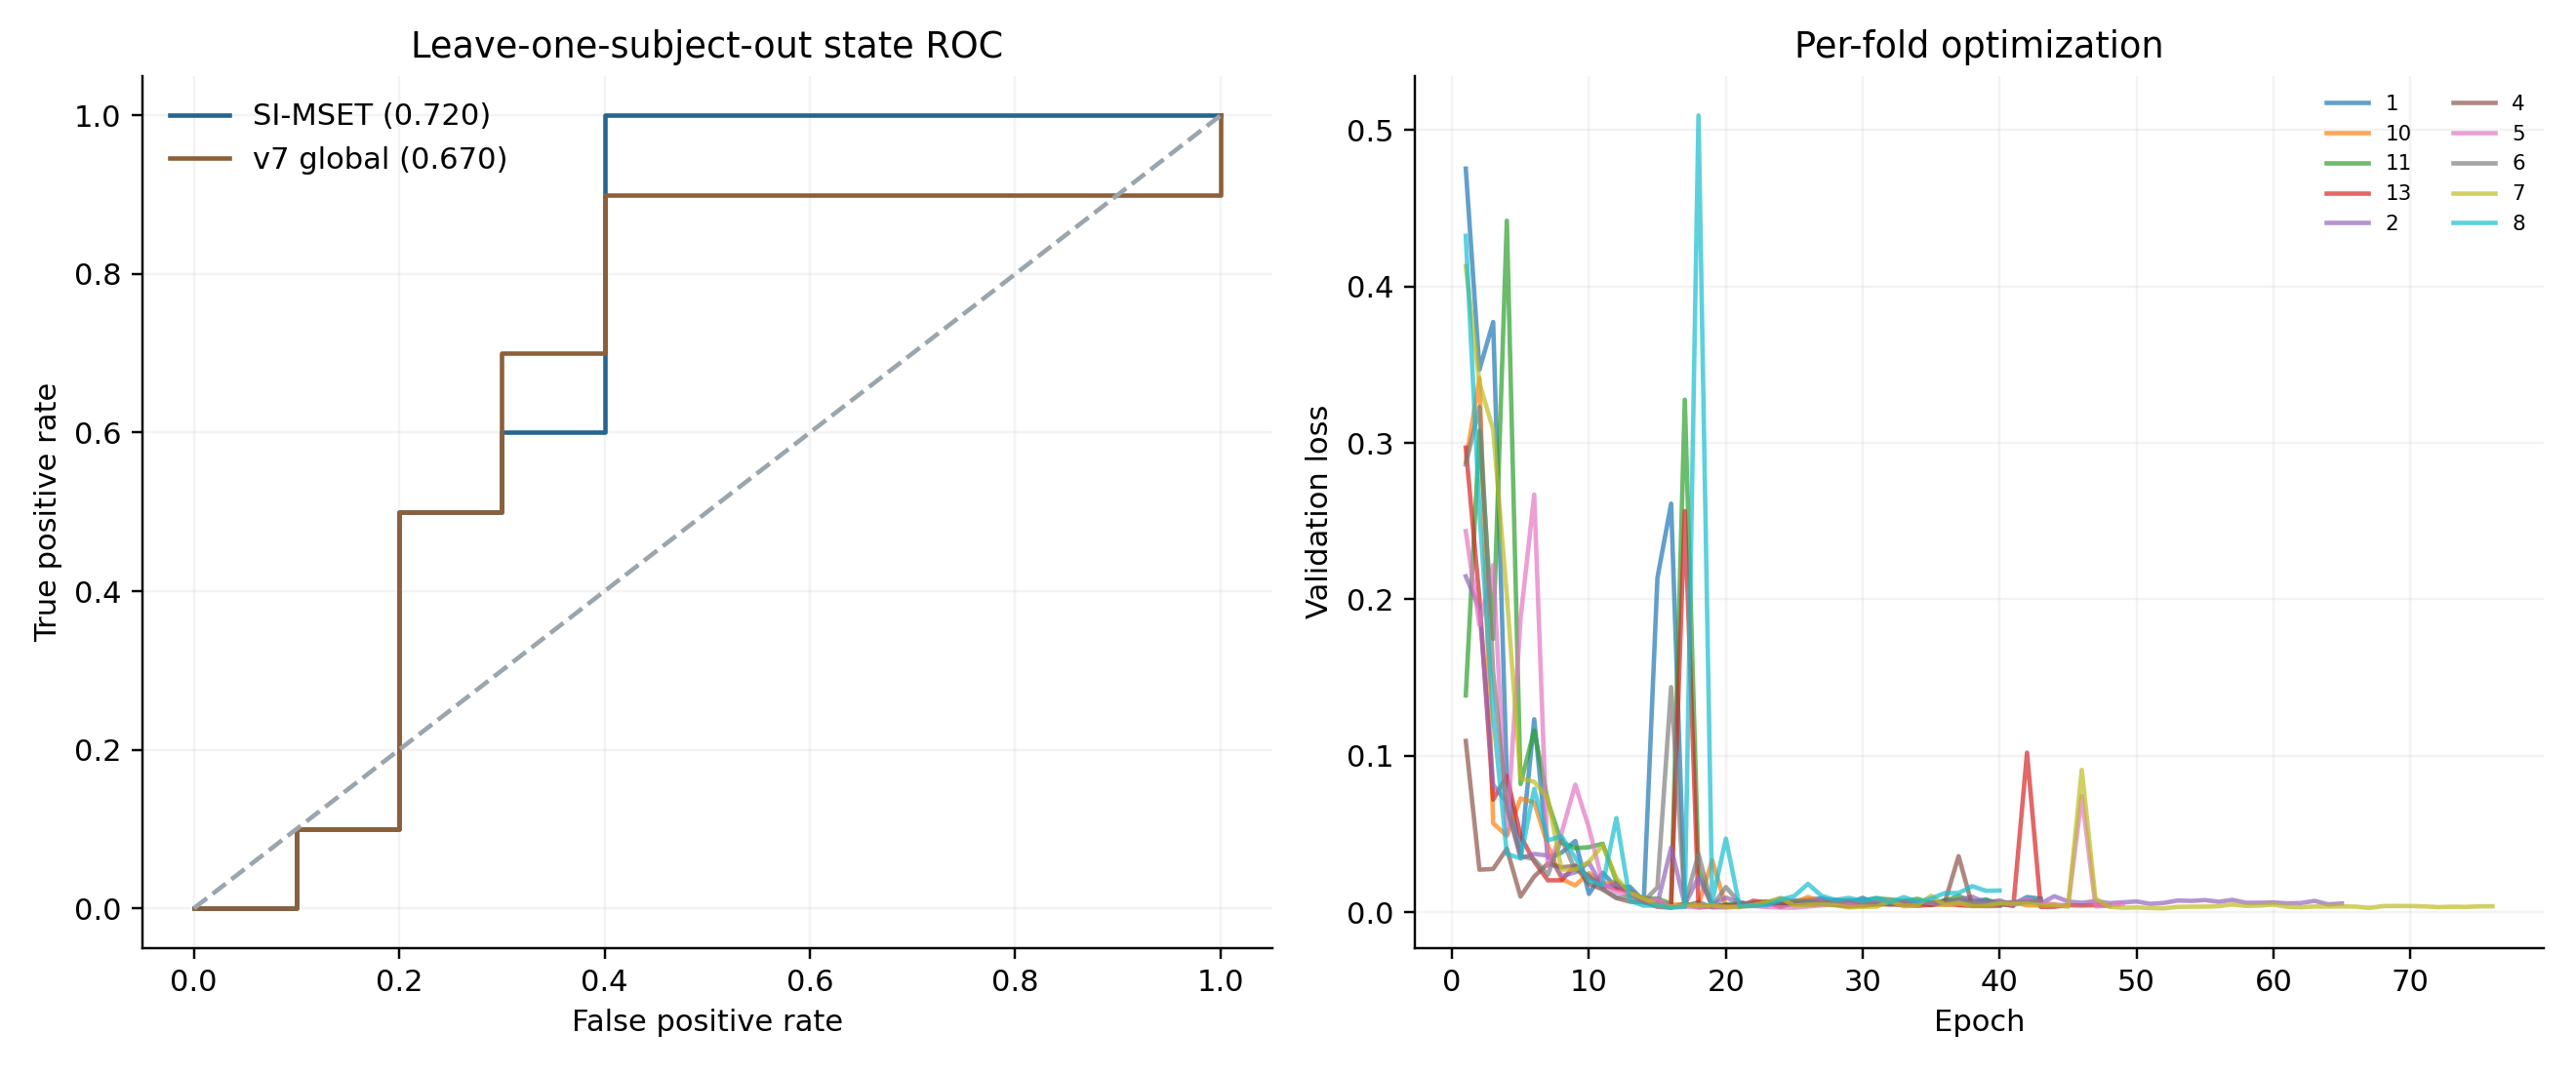 Leave-one-subject-out state ROC
SI-MSET (0.720)
v7 global (0.670)
True positive rate
1.0
0.8
0.6
0.4
0.2
0.0
0.0 0.2 0.4 0.6 0.8 1.0
False positive rate
Per-fold optimization
1 4
10 5
11 6
13 7
2 8
Validation loss
0.5
0.4
0.3
0.2
0.1
0.0
0 10 20 30 40 50 60 70
Epoch